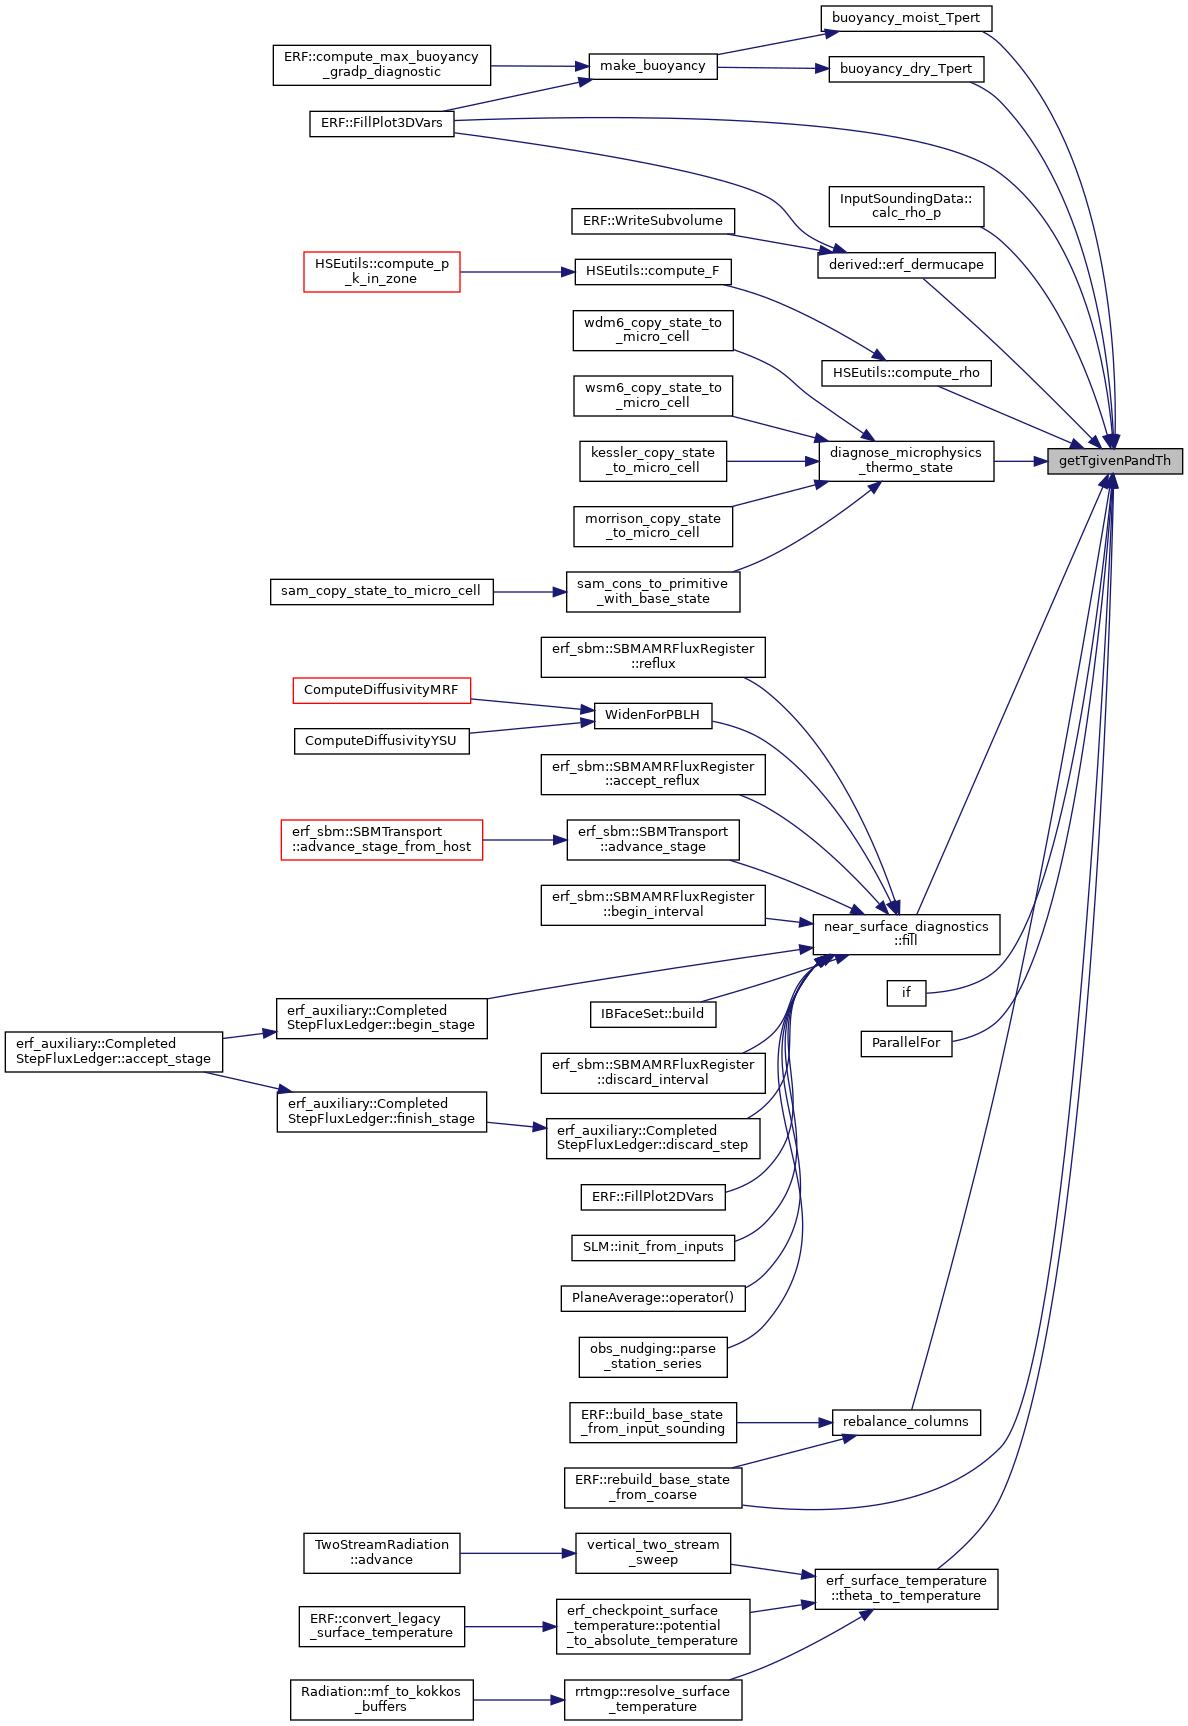 buoyancy_moist_Tpert
ERF::compute_max_buoyancy
_gradp_diagnostic
make_buoyancy
buoyancy_dry_Tpert
ERF::FillPlot3DVars
InputSoundingData::
calc_rho_p
ERF::WriteSubvolume
derived::erf_dermucape
HSEutils::compute_p
_k_in_zone
HSEutils::compute_F
wdm6_copy_state_to
_micro_cell
HSEutils::compute_rho
wsm6_copy_state_to
_micro_cell
kessler_copy_state
_to_micro_cell
diagnose_microphysics
_thermo_state
getTgivenPandTh
morrison_copy_state
_to_micro_cell
sam_copy_state_to_micro_cell
sam_cons_to_primitive
_with_base_state
erf_sbm::SBMAMRFluxRegister
::reflux
ComputeDiffusivityMRF
WidenForPBLH
ComputeDiffusivityYSU
erf_sbm::SBMAMRFluxRegister
::accept_reflux
erf_sbm::SBMTransport
::advance_stage_from_host
erf_sbm::SBMTransport
::advance_stage
erf_sbm::SBMAMRFluxRegister
::begin_interval
near_surface_diagnostics
::fill
if
erf_auxiliary::Completed
StepFluxLedger::begin_stage
IBFaceSet::build
erf_auxiliary::Completed
StepFluxLedger::accept_stage
ParallelFor
erf_sbm::SBMAMRFluxRegister
::discard_interval
erf_auxiliary::Completed
StepFluxLedger::finish_stage
erf_auxiliary::Completed
StepFluxLedger::discard_step
ERF::FillPlot2DVars
SLM::init_from_inputs
PlaneAverage::operator()
obs_nudging::parse
_station_series
ERF::build_base_state
_from_input_sounding
rebalance_columns
ERF::rebuild_base_state
_from_coarse
TwoStreamRadiation
::advance
vertical_two_stream
_sweep
erf_surface_temperature
::theta_to_temperature
ERF::convert_legacy
_surface_temperature
erf_checkpoint_surface
_temperature::potential
_to_absolute_temperature
Radiation::mf_to_kokkos
_buffers
rrtmgp::resolve_surface
_temperature